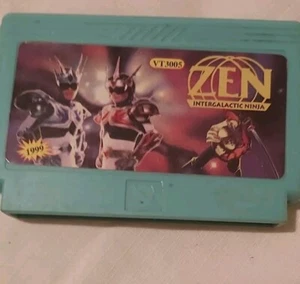 VT3005
ZEN
INTERGALACTIC NINJA
1999